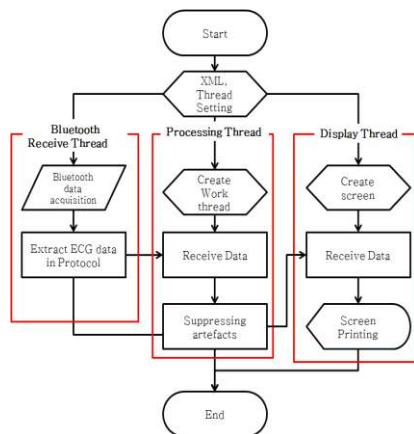 Start
XML,
Thread
Setting
Bluetooth
Receive Thread
Bluetooth
data
acquisition
Extract ECG data
in Protocol
Processing Thread
Create
Work
thread
Receive Data
Suppressing
artefacts
Display Thread
Create
screen
Receive Data
Screen
Printing
End